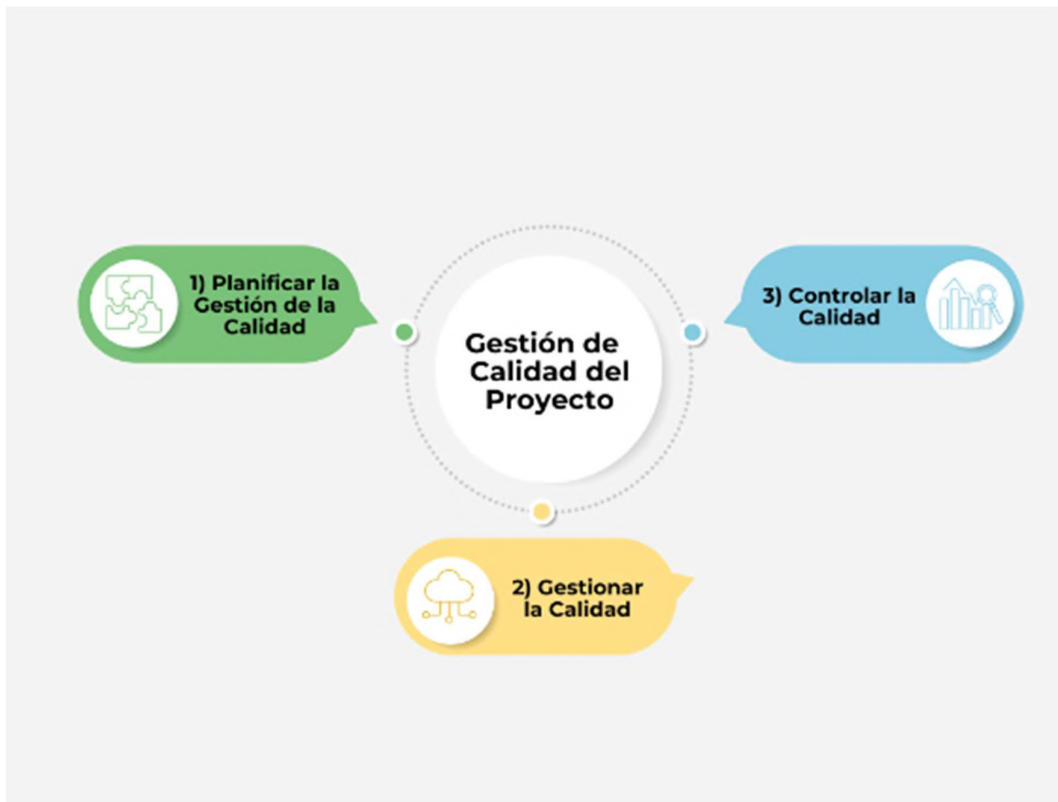 1) Planificar la
Gestión de la
Calidad
Gestión de
Calidad del
Proyecto
3) Controlar la
Calidad
2) Gestionar
la Calidad